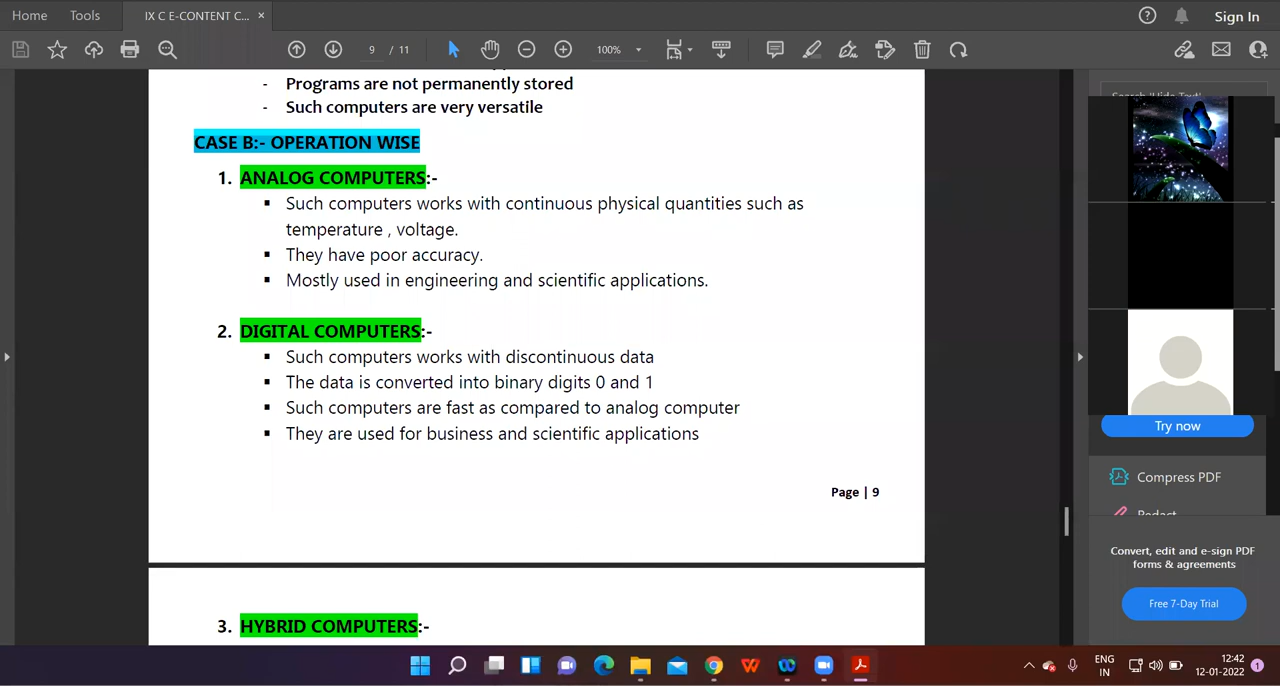 Home Tools IX C E-CONTENT C... × Sign In
9 / 11 100%
- Programs are not permanently stored
- Such computers are very versatile
CASE B:- OPERATION WISE
1. ANALOG COMPUTERS:-
▪ Such computers works with continuous physical quantities such as
temperature , voltage.
▪ They have poor accuracy.
▪ Mostly used in engineering and scientific applications.
2. DIGITAL COMPUTERS:-
▪ Such computers works with discontinuous data
▪ The data is converted into binary digits 0 and 1
▪ Such computers are fast as compared to analog computer
▪ They are used for business and scientific applications
Page | 9
3. HYBRID COMPUTERS:-
Search 'Hide Text'
Try now
Compress PDF
Redact
Convert, edit and e-sign PDF
forms & agreements
Free 7-Day Trial
ENG
IN
12:42
12-01-2022
1